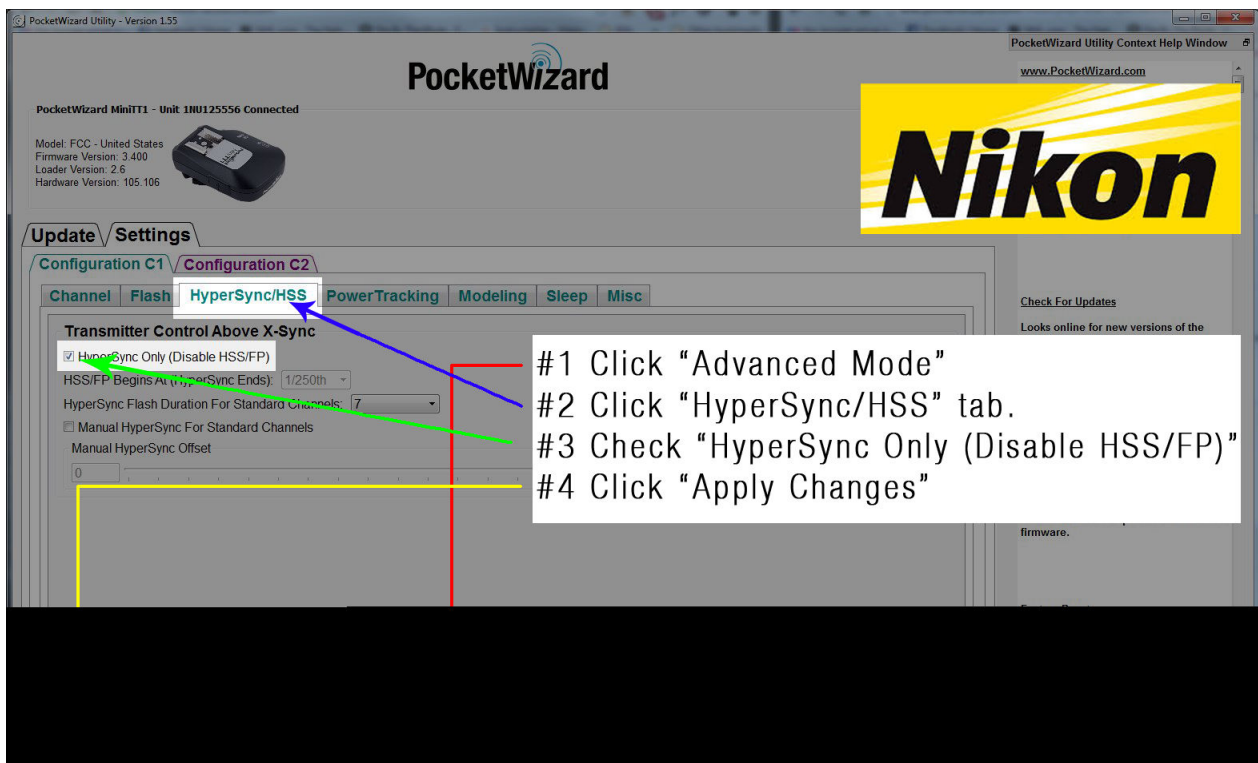 PocketWizard Utility - Version 1.55
PocketWizard Utility Context Help Window
PocketWizard
www.PocketWizard.com
PocketWizard MiniTT1 - Unit 1NU125556 Connected
Model: FCC - United States
Firmware Version: 3.400
Loader Version: 2.6
Hardware Version: 105.106
Nikon
Update Settings
Configuration C1 Configuration C2
Channel Flash HyperSync/HSS PowerTracking Modeling Sleep Misc
Check For Updates
Looks online for new versions of the
Transmitter Control Above X-Sync
HyperSync Only (Disable HSS/FP)
HSS/FP Begins At (HyperSync Ends): 1/250th
HyperSync Flash Duration For Standard Channels: 7
Manual HyperSync For Standard Channels
Manual HyperSync Offset
0
#1 Click “Advanced Mode”
#2 Click “HyperSync/HSS” tab.
#3 Check “HyperSync Only (Disable HSS/FP)”
#4 Click “Apply Changes”
firmware.